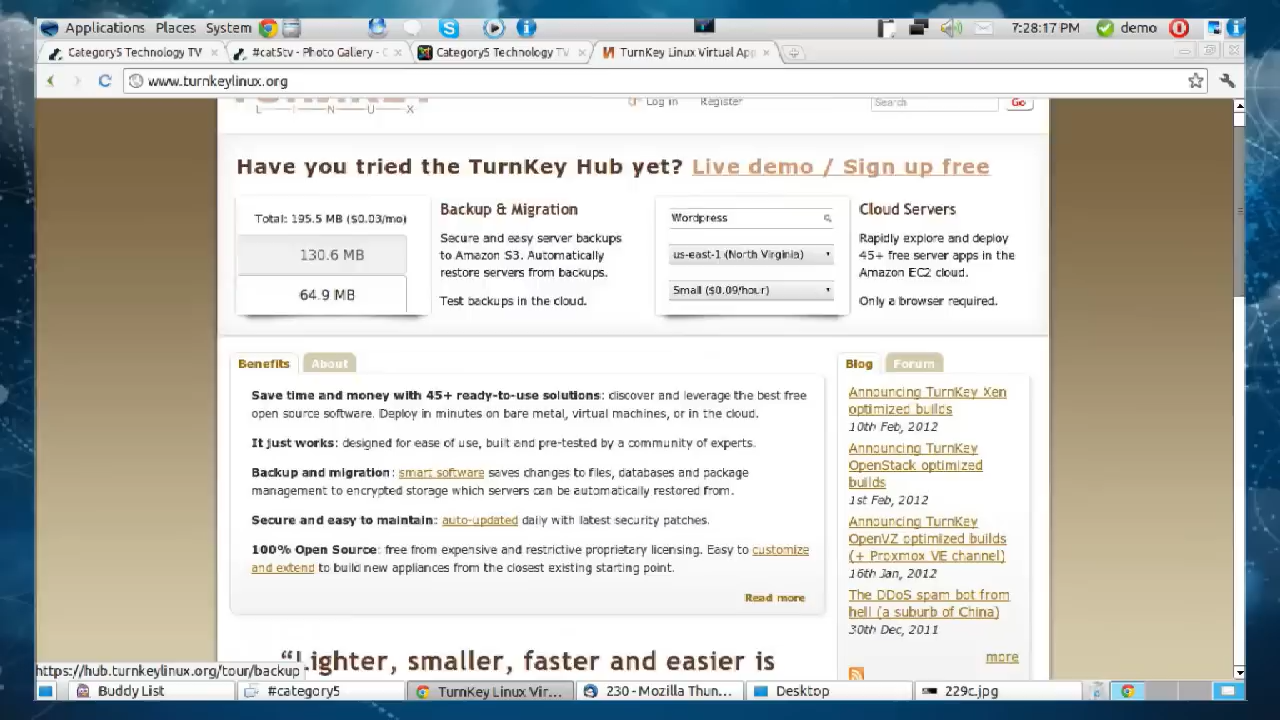 Applications Places System 7:28:17 PM demo
Category5 Technology TV #cat5tv - Photo Gallery - C Category5 Technology TV TurnKey Linux Virtual App
www.turnkeylinux.org
L I N U X Log in Register Search Go
Have you tried the TurnKey Hub yet? Live demo / Sign up free
Total: 195.5 MB ($0.03/mo)
130.6 MB
64.9 MB
Backup & Migration
Secure and easy server backups
to Amazon S3. Automatically
restore servers from backups.
Test backups in the cloud.
Wordpress
us-east-1 (North Virginia)
Small ($0.09/hour)
Cloud Servers
Rapidly explore and deploy
45+ free server apps in the
Amazon EC2 cloud.
Only a browser required.
Benefits About
Save time and money with 45+ ready-to-use solutions: discover and leverage the best free
open source software. Deploy in minutes on bare metal, virtual machines, or in the cloud.
It just works: designed for ease of use, built and pre-tested by a community of experts.
Backup and migration: smart software saves changes to files, databases and package
management to encrypted storage which servers can be automatically restored from.
Secure and easy to maintain: auto-updated daily with latest security patches.
100% Open Source: free from expensive and restrictive proprietary licensing. Easy to customize
and extend to build new appliances from the closest existing starting point.
Read more
Blog Forum
Announcing TurnKey Xen
optimized builds
10th Feb, 2012
Announcing TurnKey
OpenStack optimized
builds
1st Feb, 2012
Announcing TurnKey
OpenVZ optimized builds
(+ Proxmox VE channel)
16th Jan, 2012
The DDoS spam bot from
hell (a suburb of China)
30th Dec, 2011
more
“Lighter, smaller, faster and easier is
https://hub.turnkeylinux.org/tour/backup
Buddy List #category5 TurnKey Linux Vir... 230 - Mozilla Thun... Desktop 229c.jpg